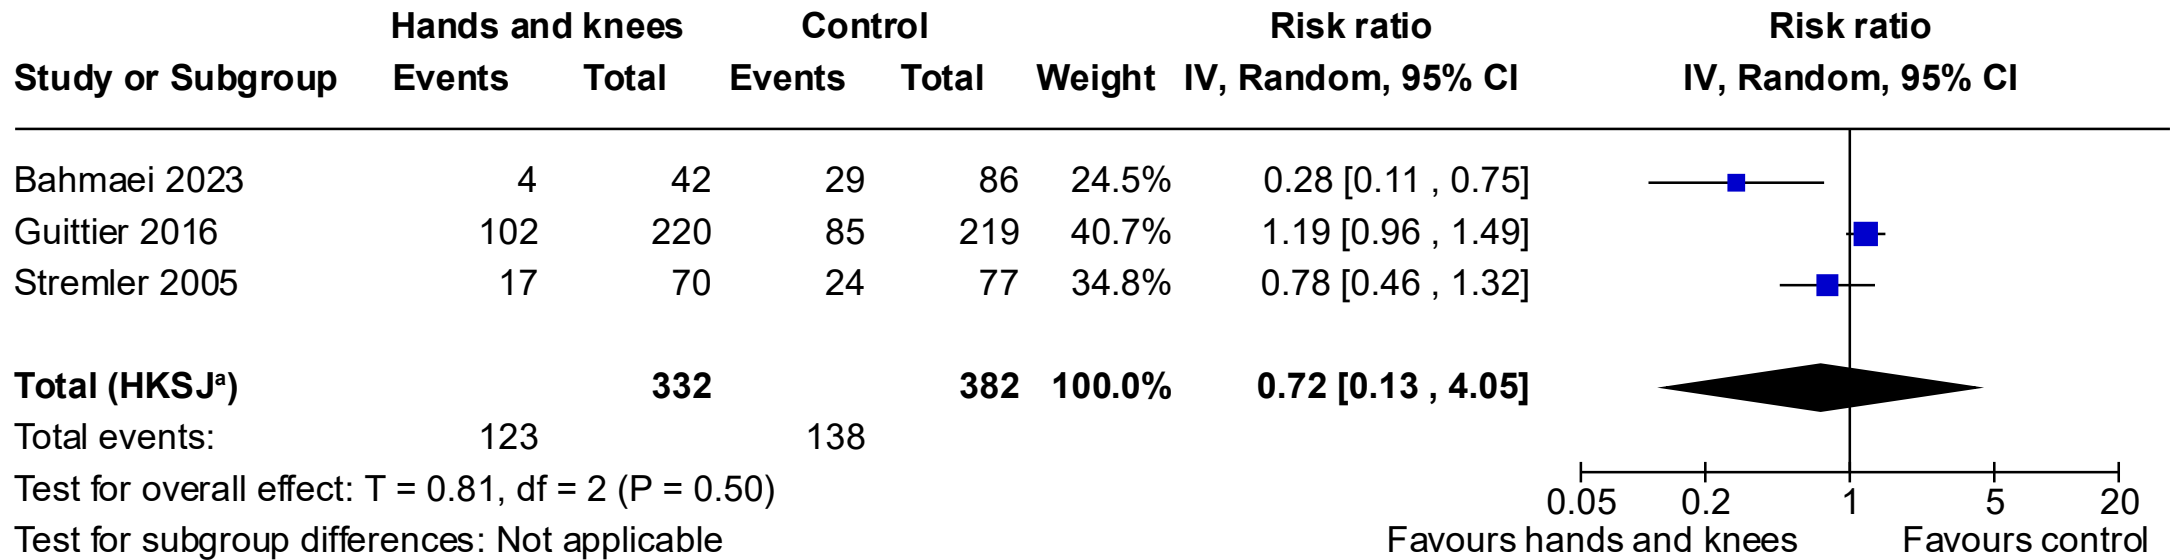 Hands and knees Control Risk ratio Risk ratio
Study or Subgroup Events Total Events Total Weight IV, Random, 95% CI IV, Random, 95% CI
Bahmaei 2023 4 42 29 86 24.5% 0.28 [0.11 , 0.75]
Guittier 2016 102 220 85 219 40.7% 1.19 [0.96 , 1.49]
Stremler 2005 17 70 24 77 34.8% 0.78 [0.46 , 1.32]
Total (HKSJᵃ) 332 382 100.0% 0.72 [0.13 , 4.05]
Total events: 123 138
Test for overall effect: T = 0.81, df = 2 (P = 0.50)
Test for subgroup differences: Not applicable
0.05 0.2 1 5 20
Favours hands and knees Favours control